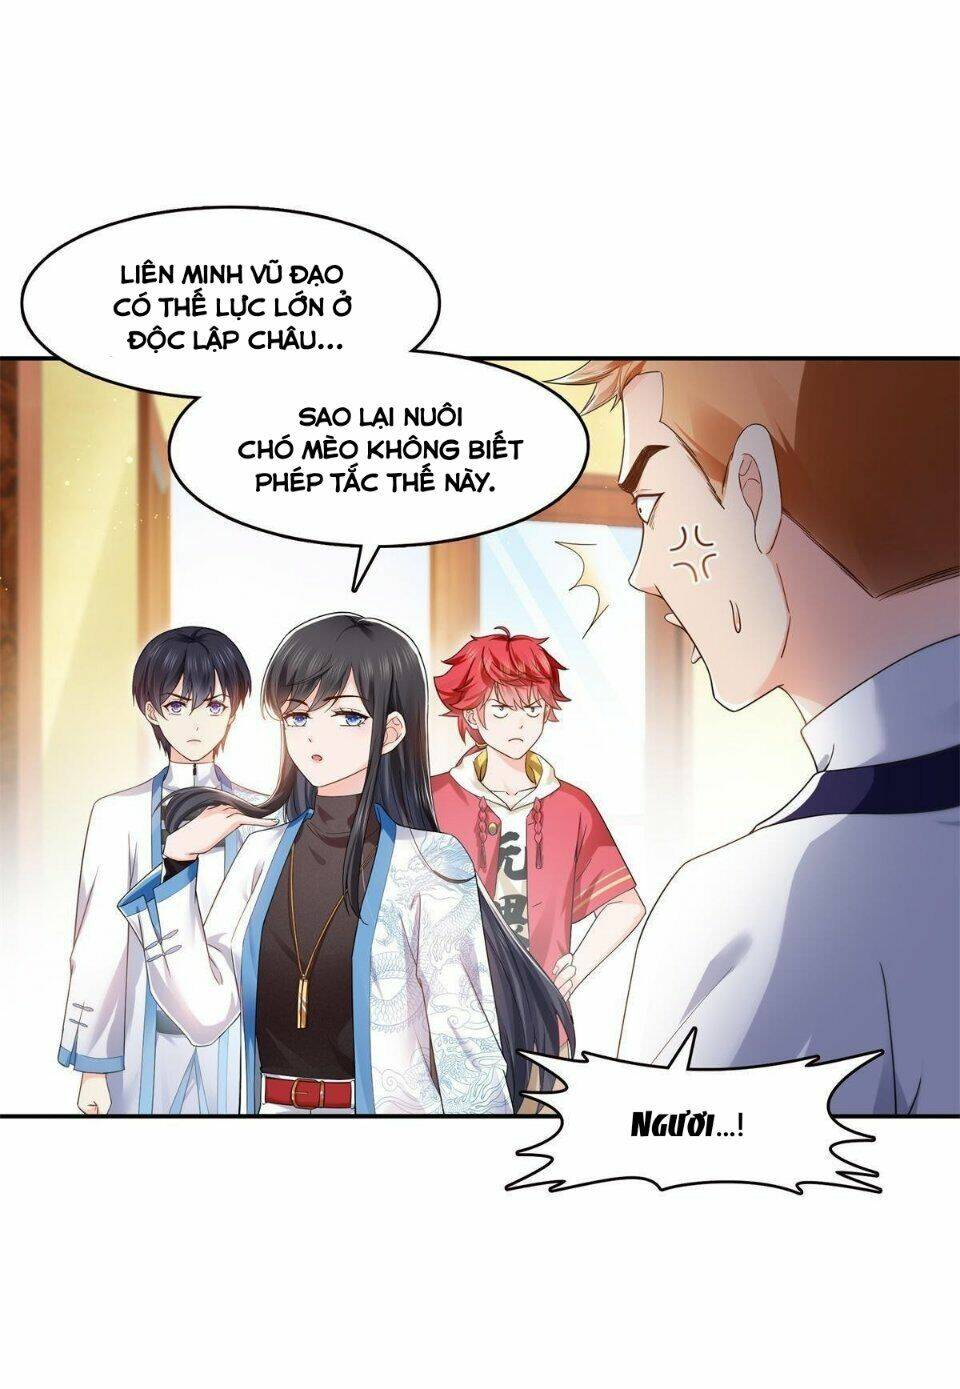 LIÊN MINH VŨ ĐẠO
CÓ THẾ LỰC LỚN Ở
ĐỘC LẬP CHÂU...
SAO LẠI NUÔI
CHÓ MÈO KHÔNG BIẾT
PHÉP TẮC THẾ NÀY.
NGƯƠI...!